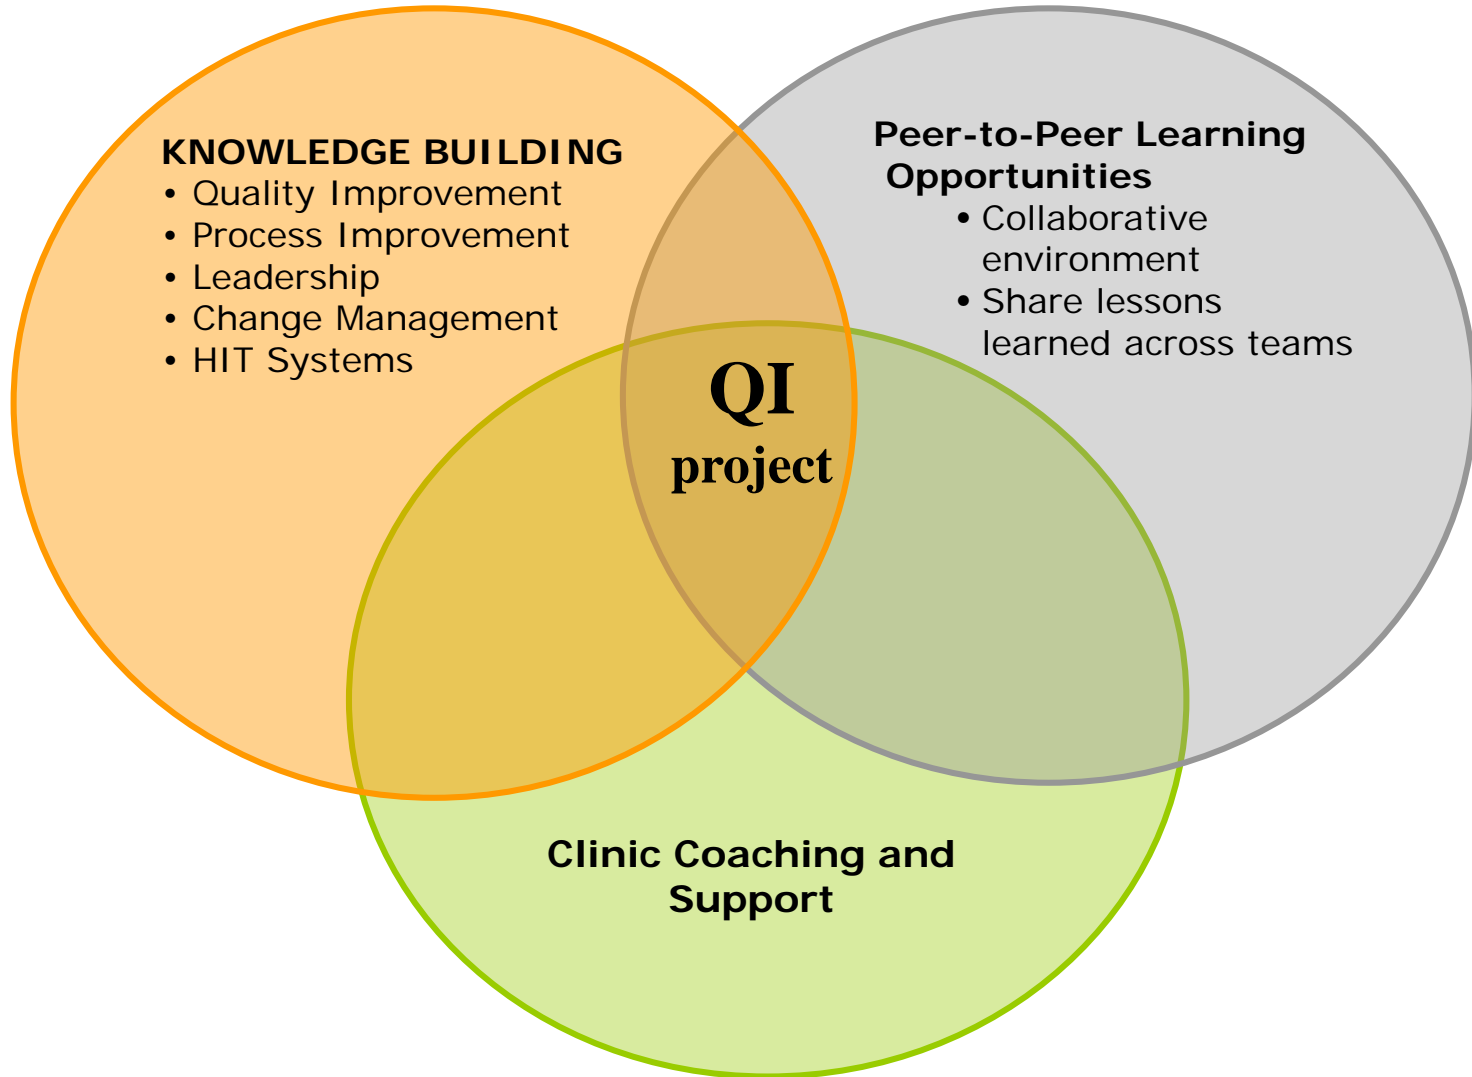 KNOWLEDGE BUILDING
• Quality Improvement
• Process Improvement
• Leadership
• Change Management
• HIT Systems
Peer-to-Peer Learning
Opportunities
• Collaborative
environment
• Share lessons
learned across teams
QI
project
Clinic Coaching and
Support